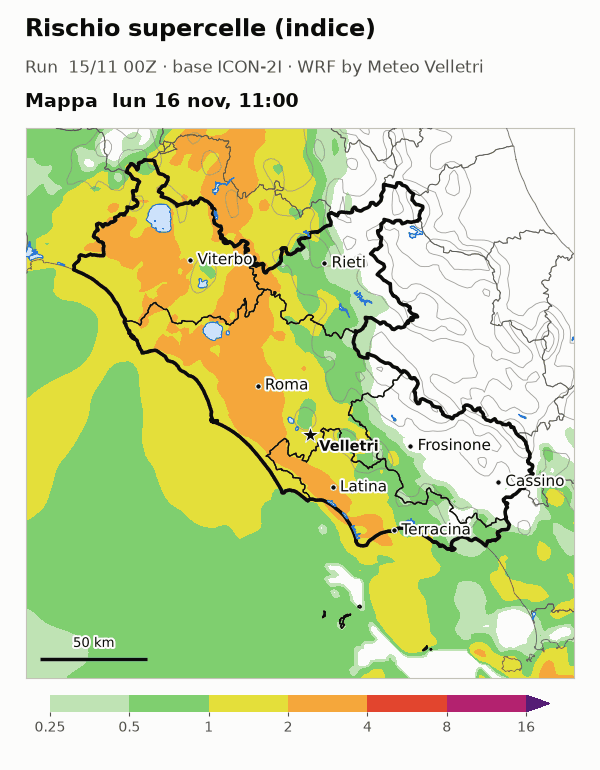 Rischio supercelle (indice)
Run 15/11 00Z · base ICON-2I · WRF by Meteo Velletri
Mappa lun 16 nov, 11:00
Viterbo
Rieti
Roma
Velletri
Frosinone
Cassino
Latina
Terracina
50 km
0.25 0.5 1 2 4 8 16